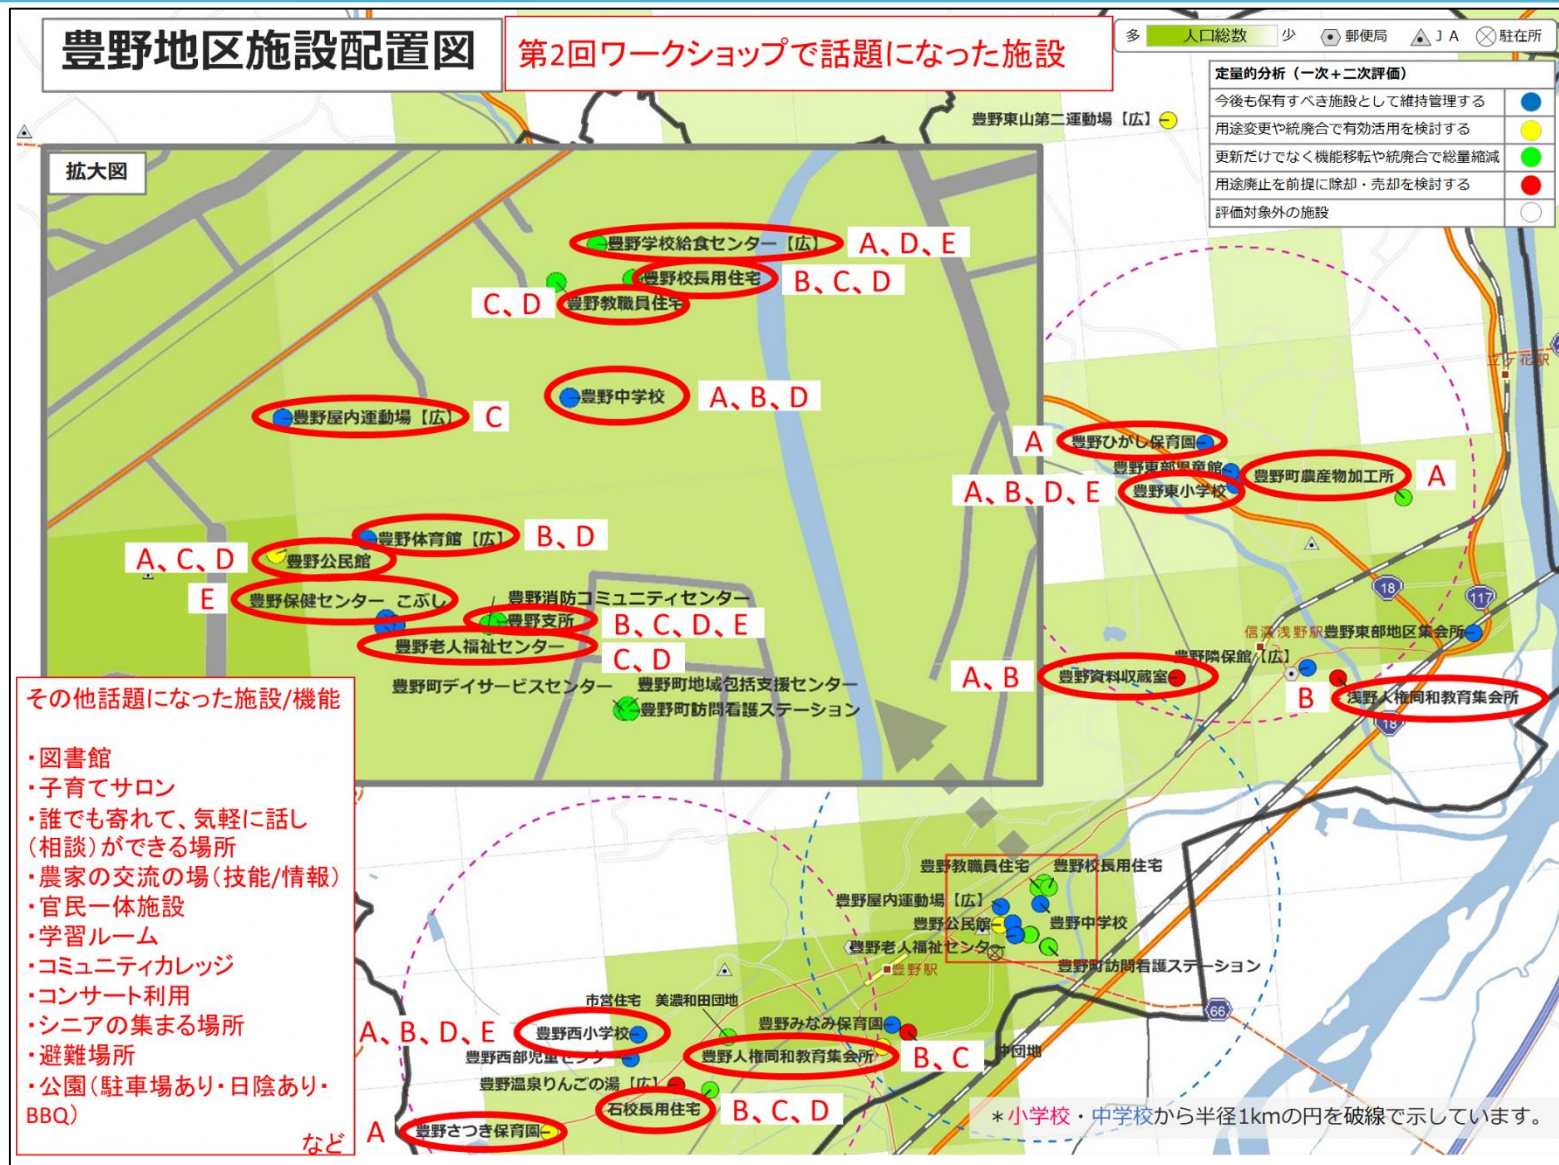 豊野地区施設配置図
第2回ワークショップで話題になった施設
多 人口総数 少 郵便局 JA 駐在所
定量的分析（一次+二次評価）
今後も保有すべき施設として維持管理する
用途変更や統廃合で有効活用を検討する
更新だけでなく機能移転や統廃合で総量縮減
用途廃止を前提に除却・売却を検討する
評価対象外の施設
豊野東山第二運動場【広】
拡大図
豊野学校給食センター【広】 A、D、E
豊野校長用住宅 B、C、D
C、D 豊野教職員住宅
豊野中学校 A、B、D
豊野屋内運動場【広】 C
豊野体育館【広】 B、D
A、C、D 豊野公民館
E 豊野保健センター こぶし
豊野消防コミュニティセンター
豊野支所 B、C、D、E
豊野老人福祉センター C、D
豊野町デイサービスセンター
豊野町地域包括支援センター
豊野町訪問看護ステーション
立ケ花駅
A 豊野ひがし保育園
豊野東部児童館
A、B、D、E 豊野東小学校
豊野町農産物加工所 A
18
117
信濃浅野駅
豊野東部地区集会所
豊野隣保館【広】
A、B 豊野資料収蔵室
B 浅野人権同和教育集会所
18
その他話題になった施設/機能
・図書館
・子育てサロン
・誰でも寄れて、気軽に話し
（相談）ができる場所
・農家の交流の場（技能/情報）
・官民一体施設
・学習ルーム
・コミュニティカレッジ
・コンサート利用
・シニアの集まる場所
・避難場所
・公園（駐車場あり・日陰あり・
BBQ）
など
豊野教職員住宅
豊野校長用住宅
豊野屋内運動場【広】
豊野公民館
豊野中学校
豊野老人福祉センター
豊野町訪問看護ステーション
豊野駅
66
市営住宅 美濃和田団地
A、B、D、E 豊野西小学校
豊野みなみ保育園
豊野西部児童センター
豊野人権同和教育集会所 B、C
沖団地
豊野温泉りんごの湯【広】
石校長用住宅 B、C、D
A 豊野さつき保育園
＊小学校・中学校から半径1kmの円を破線で示しています。